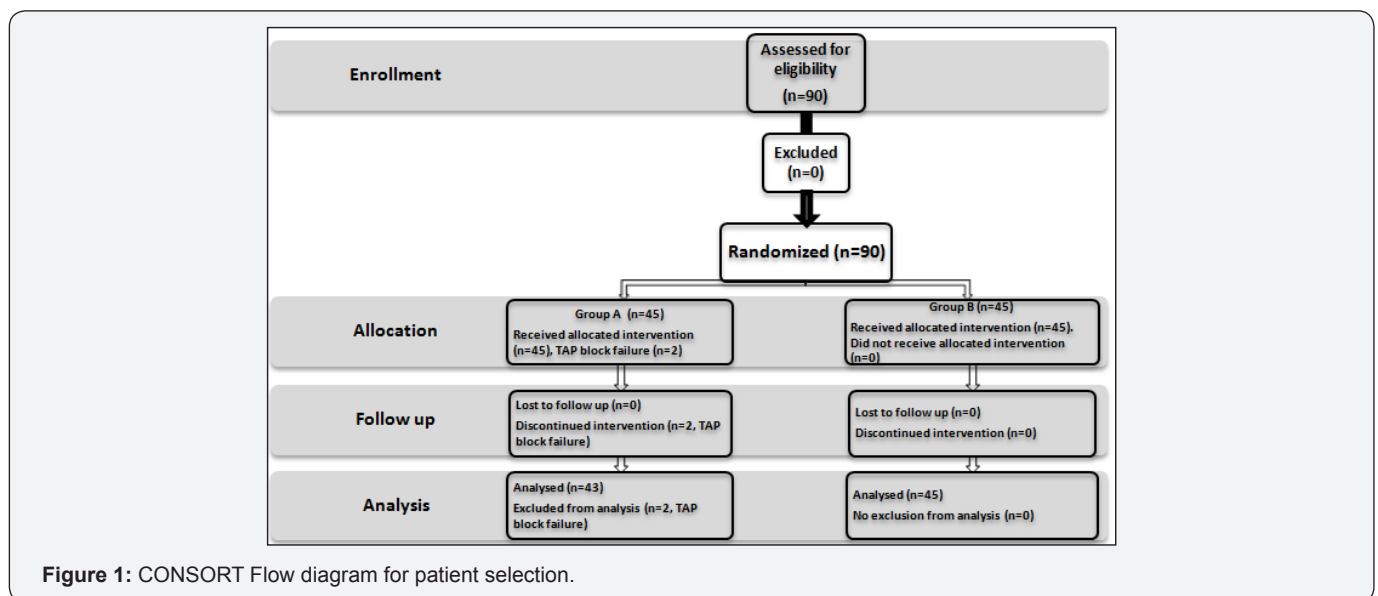 Enrollment
Assessed for
eligibility
(n=90)
Excluded
(n=0)
Randomized (n=90)
Allocation
Group A (n=45)
Received allocated intervention
(n=45), TAP block failure (n=2)
Group B (n=45)
Received allocated intervention (n=45).
Did not receive allocated intervention
(n=0)
Follow up
Lost to follow up (n=0)
Discontinued intervention (n=2, TAP
block failure)
Lost to follow up (n=0)
Discontinued intervention (n=0)
Analysis
Analysed (n=43)
Excluded from analysis (n=2, TAP
block failure)
Analysed (n=45)
No exclusion from analysis (n=0)
Figure 1: CONSORT Flow diagram for patient selection.